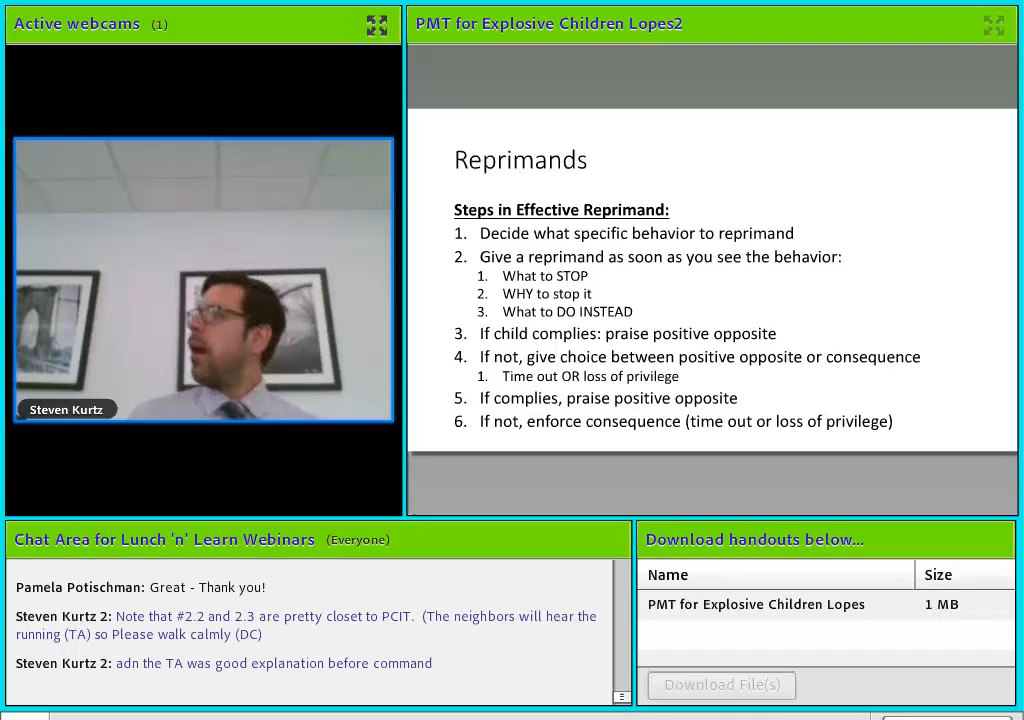 Active webcams (1)
Steven Kurtz
PMT for Explosive Children Lopes2
Reprimands
Steps in Effective Reprimand:
1. Decide what specific behavior to reprimand
2. Give a reprimand as soon as you see the behavior:
1. What to STOP
2. WHY to stop it
3. What to DO INSTEAD
3. If child complies: praise positive opposite
4. If not, give choice between positive opposite or consequence
1. Time out OR loss of privilege
5. If complies, praise positive opposite
6. If not, enforce consequence (time out or loss of privilege)
Chat Area for Lunch 'n' Learn Webinars (Everyone)
Pamela Potischman: Great - Thank you!
Steven Kurtz 2: Note that #2.2 and 2.3 are pretty closet to PCIT. (The neighbors will hear the
running (TA) so Please walk calmly (DC)
Steven Kurtz 2: adn the TA was good explanation before command
Download handouts below...
Name Size
PMT for Explosive Children Lopes 1 MB
Download File(s)